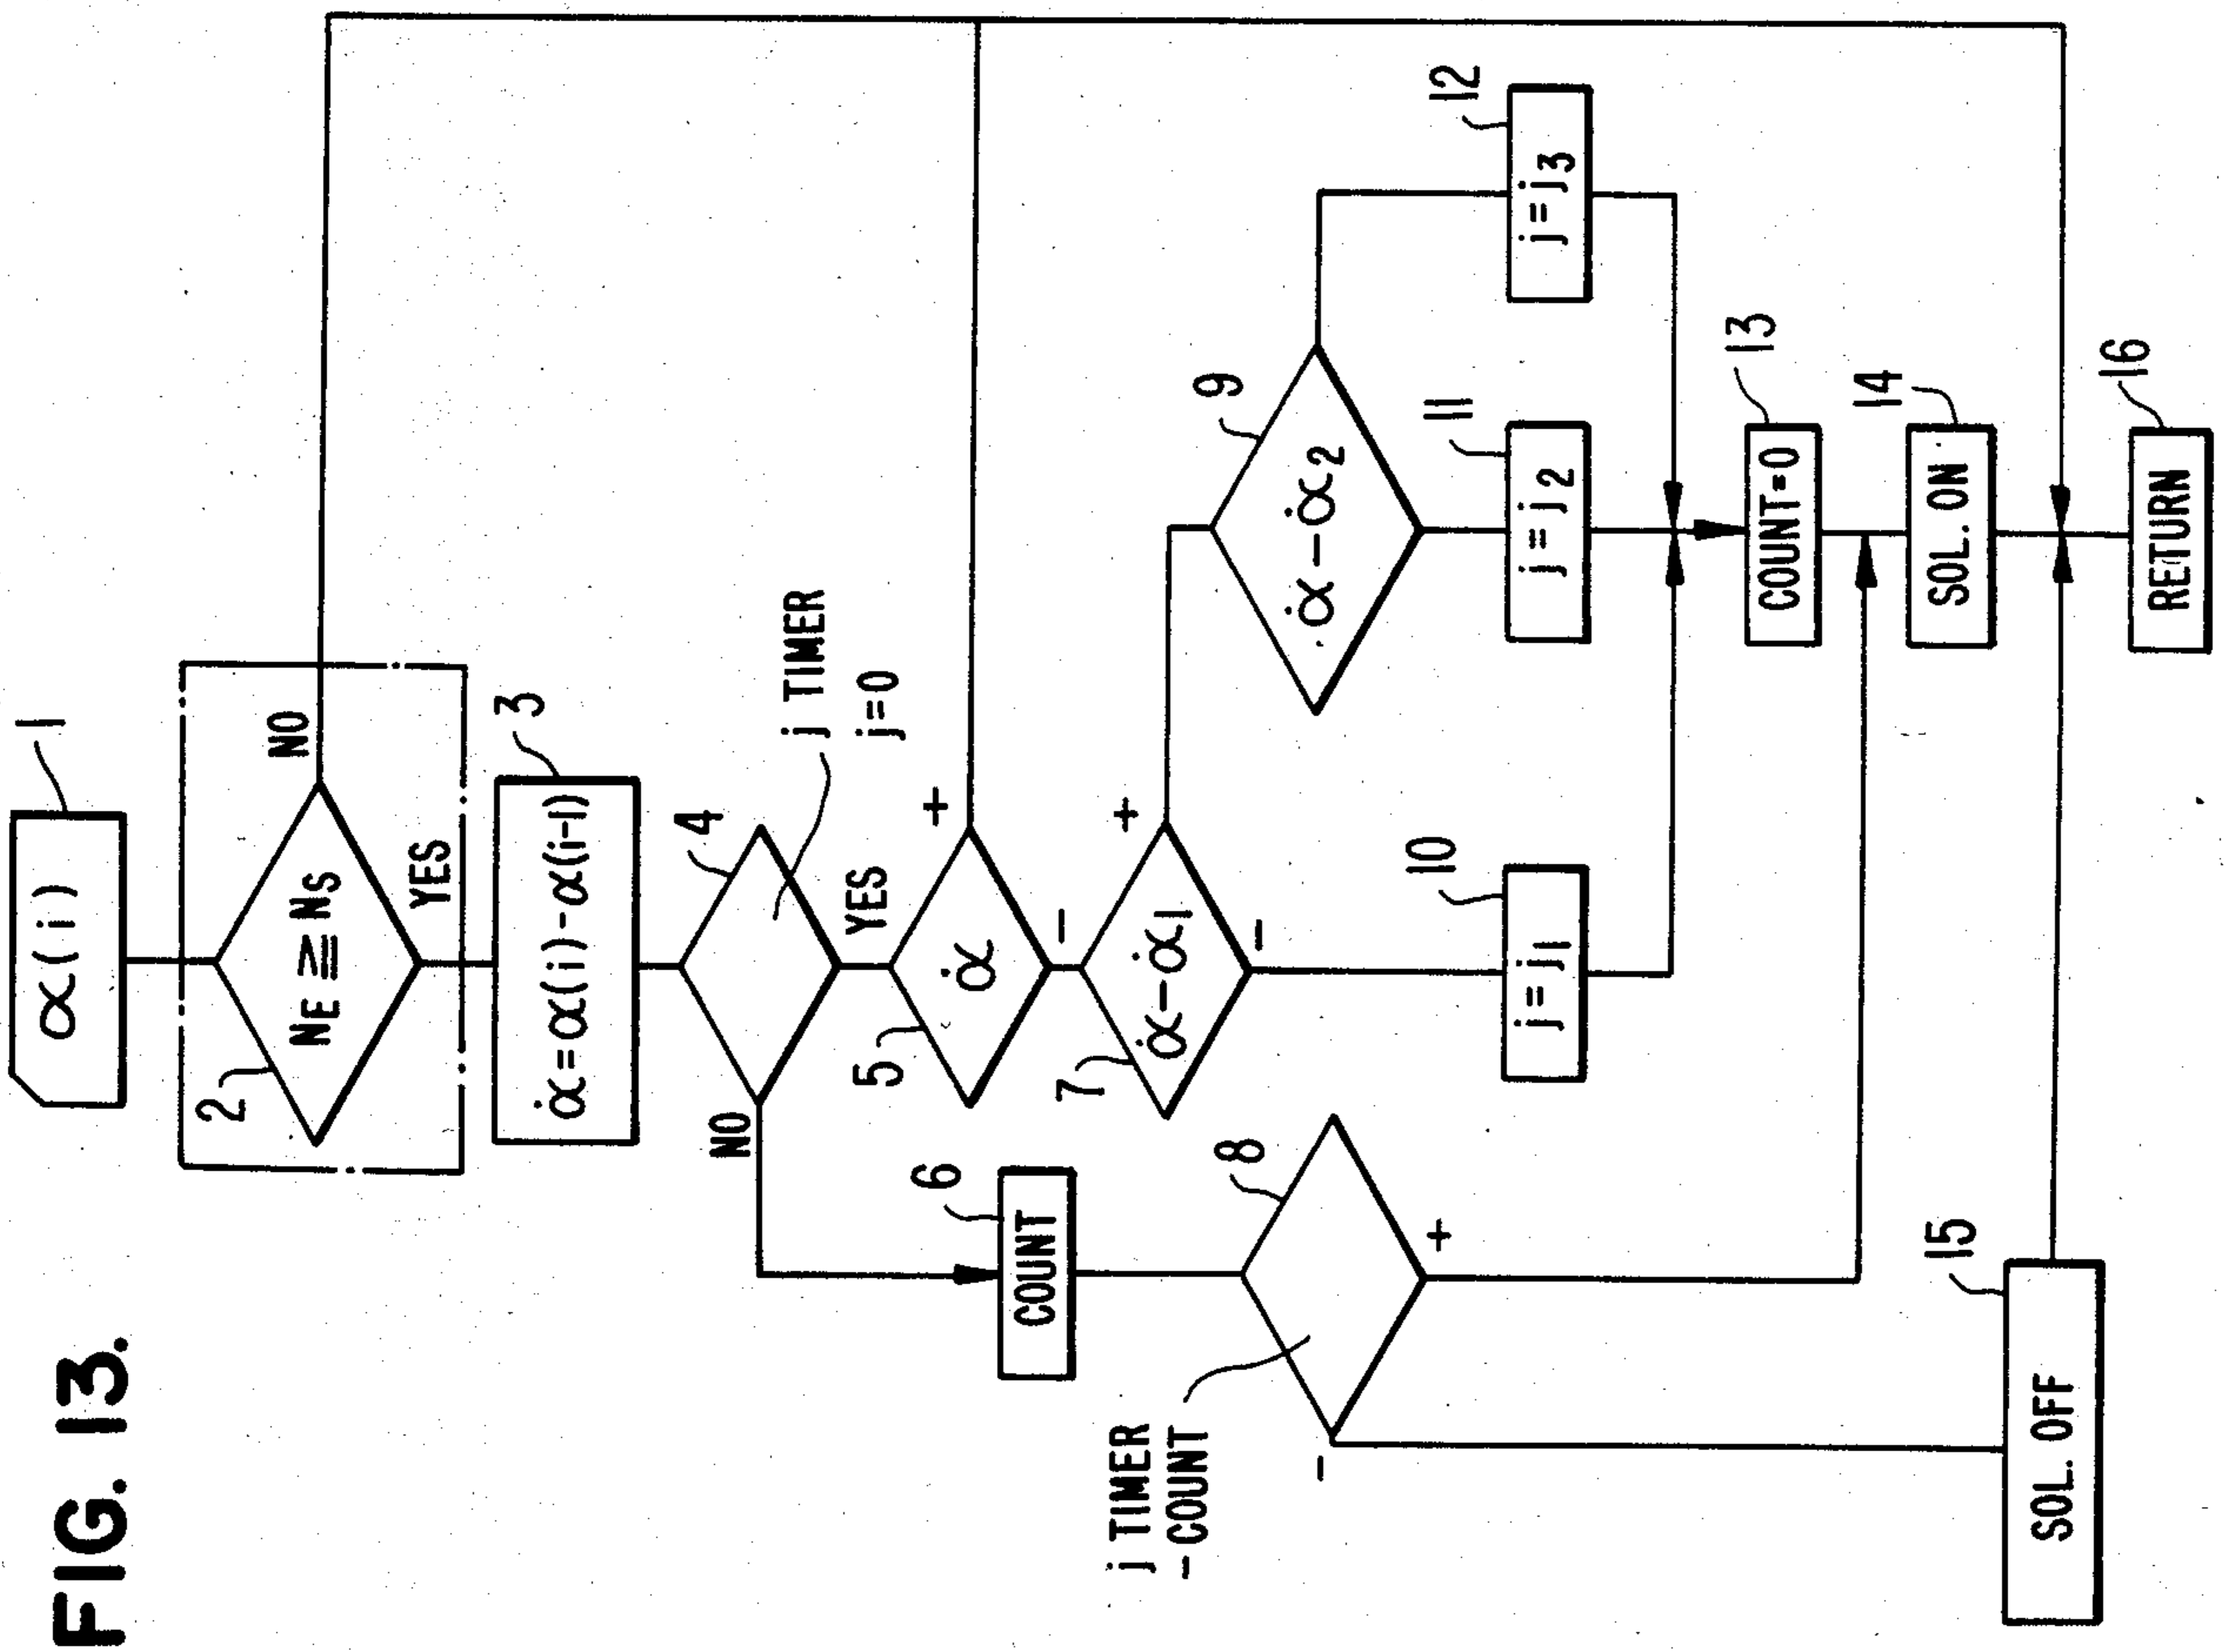 FIG. 13.
α(i)
1
2
NE ≧ NS
NO
YES
3
α̇=α(i)-α(i-1)
4
j TIMER
j=0
NO
YES
5
α̇
+
-
6
COUNT
7
α̇-α̇1
+
-
8
j TIMER
-COUNT
+
-
9
α̇-α̇2
10
j=j1
11
j=j2
12
j=j3
13
COUNT=0
14
SOL. ON
15
SOL. OFF
16
RETURN